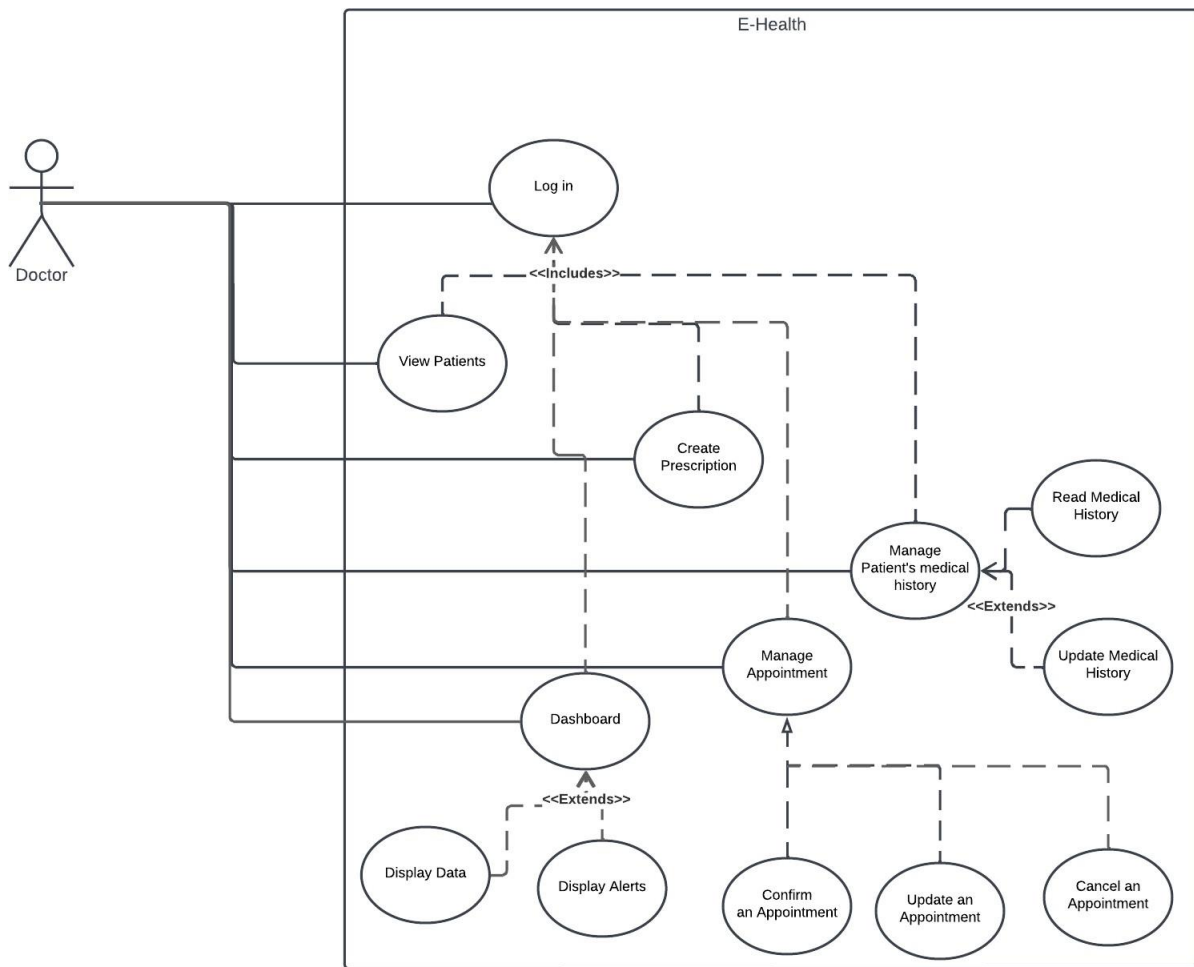 E-Health
Log in
Doctor
<<Includes>>
View Patients
Create
Prescription
Read Medical
History
Manage
Patient's medical
history
<<Extends>>
Manage
Appointment
Update Medical
History
Dashboard
<<Extends>>
Display Data
Display Alerts
Confirm
an Appointment
Update an
Appointment
Cancel an
Appointment